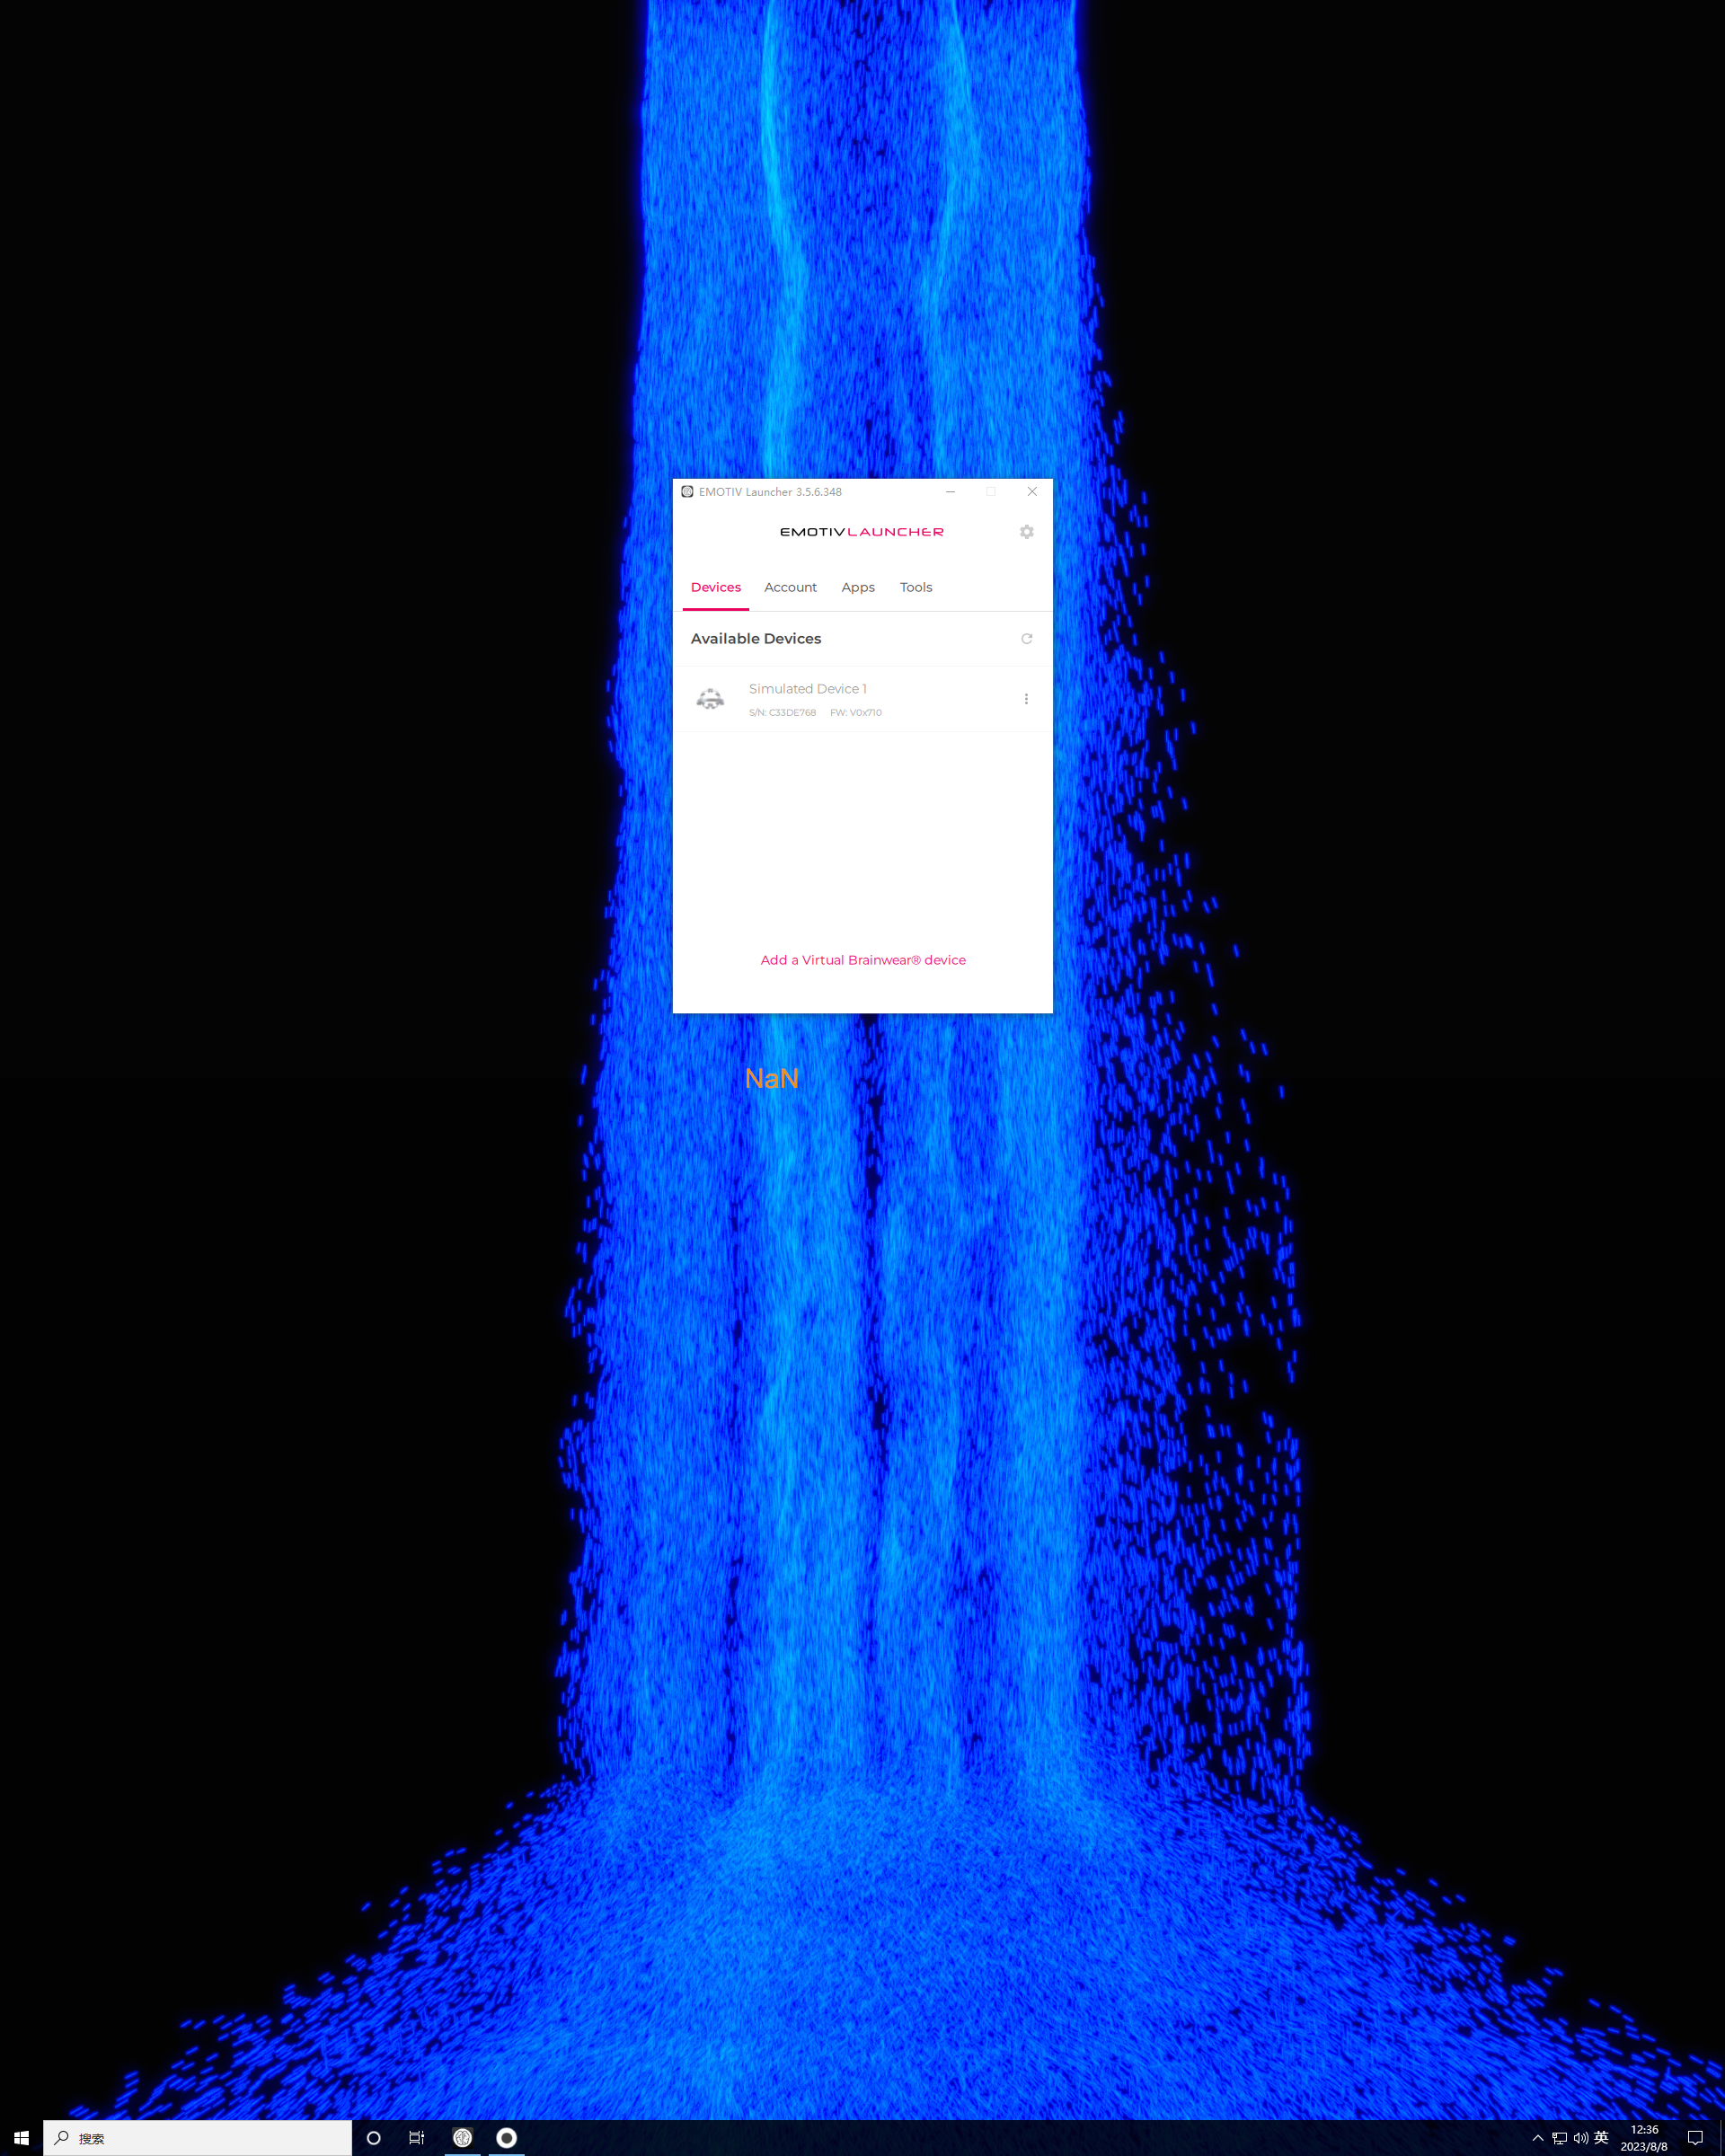 EMOTIV Launcher 3.5.6.348
EMOTIVLAUNCHER
Devices Account Apps Tools
Available Devices
Simulated Device 1
S/N: C33DE768 FW: V0x710
Add a Virtual Brainwear® device
NaN
搜索
英
12:36
2023/8/8